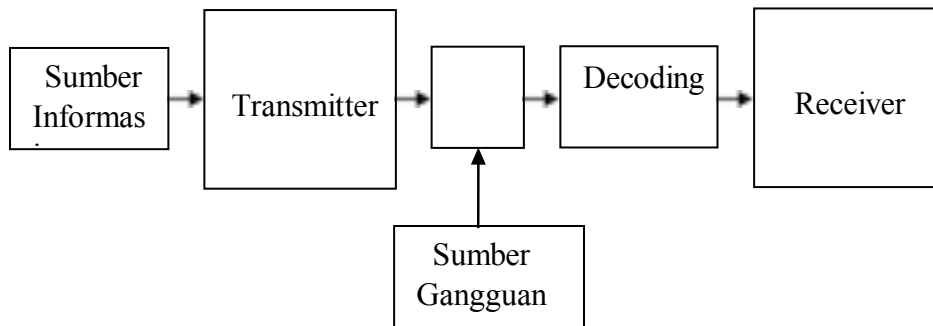 Sumber
Informas
.
Transmitter
Decoding
Receiver
Sumber
Gangguan